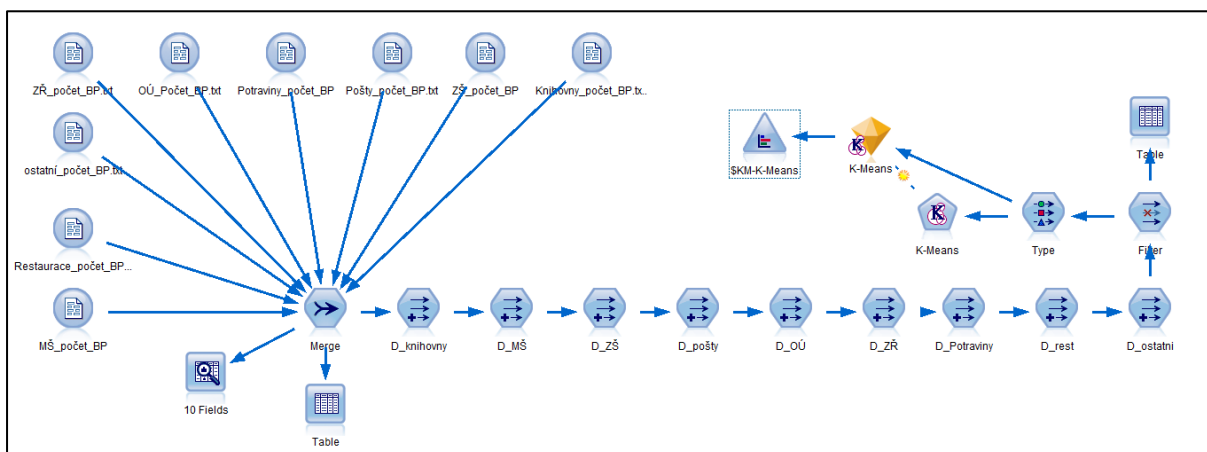 ZŘ_počet_BP.txt
OÚ_Počet_BP.txt
Potraviny_počet_BP
Pošty_počet_BP.txt
ZŠ_počet_BP
Knihovny_počet_BP.tx...
ostatní_počet_BP.txt
$KM-K-Means
K-Means
Table
Restaurace_počet_BP...
K-Means
Type
Filter
MŠ_počet_BP
Merge
D_knihovny
D_MŠ
D_ZŠ
D_pošty
D_OÚ
D_ZŘ
D_Potraviny
D_rest
D_ostatni
10 Fields
Table